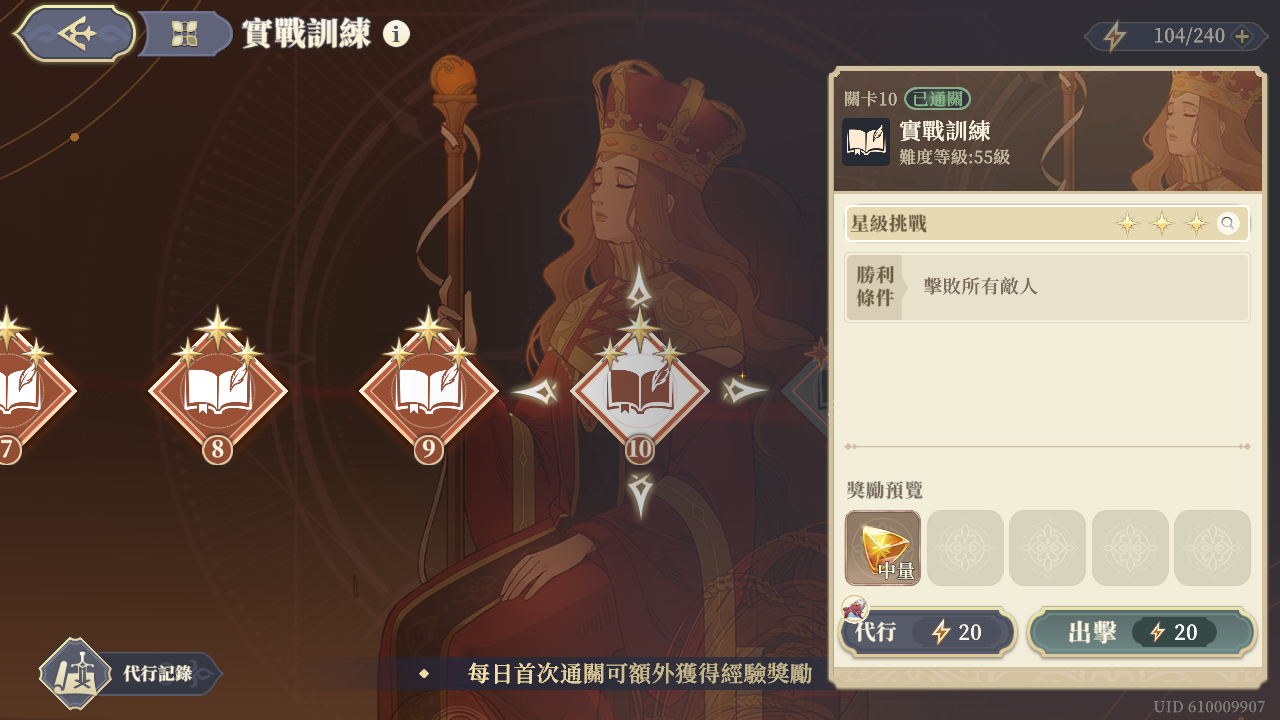 實戰訓練
i
104/240
關卡10 已通關
實戰訓練
難度等級:55級
星級挑戰
勝利
條件
擊敗所有敵人
7
8
9
10
獎勵預覽
中量
代行 20
出擊 20
代行記錄
每日首次通關可額外獲得經驗獎勵
UID 610009907